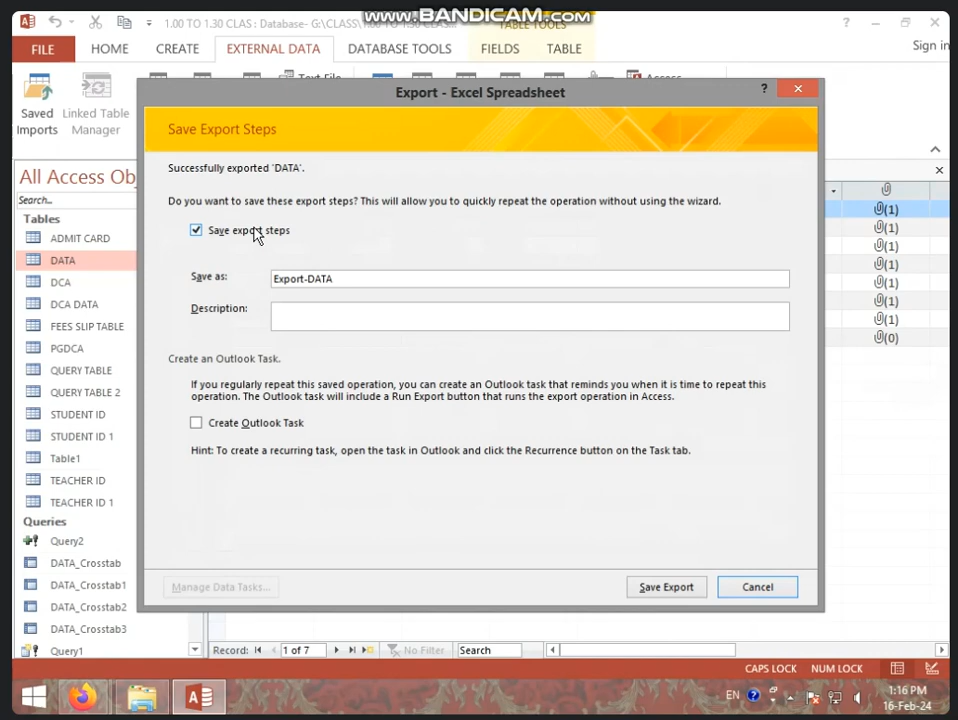 www.BANDICAM.com
1.00 TO 1.30 CLAS : Database- G:\CLASS\
TABLE TOOLS
FILE
HOME
CREATE
EXTERNAL DATA
DATABASE TOOLS
FIELDS
TABLE
Sign in
Saved
Imports
Linked Table
Manager
Text File
Access
Export - Excel Spreadsheet
Save Export Steps
Successfully exported 'DATA'.
Do you want to save these export steps? This will allow you to quickly repeat the operation without using the wizard.
Save export steps
Save as:
Export-DATA
Description:
Create an Outlook Task.
If you regularly repeat this saved operation, you can create an Outlook task that reminds you when it is time to repeat this
operation. The Outlook task will include a Run Export button that runs the export operation in Access.
Create Outlook Task
Hint: To create a recurring task, open the task in Outlook and click the Recurrence button on the Task tab.
Manage Data Tasks...
Save Export
Cancel
All Access Ob
Search...
Tables
ADMIT CARD
DATA
DCA
DCA DATA
FEES SLIP TABLE
PGDCA
QUERY TABLE
QUERY TABLE 2
STUDENT ID
STUDENT ID 1
Table1
TEACHER ID
TEACHER ID 1
Queries
Query2
DATA_Crosstab
DATA_Crosstab1
DATA_Crosstab2
DATA_Crosstab3
Query1
(1)
(1)
(1)
(1)
(1)
(1)
(1)
(0)
Record:
1 of 7
No Filter
Search
CAPS LOCK
NUM LOCK
EN
1:16 PM
16-Feb-24